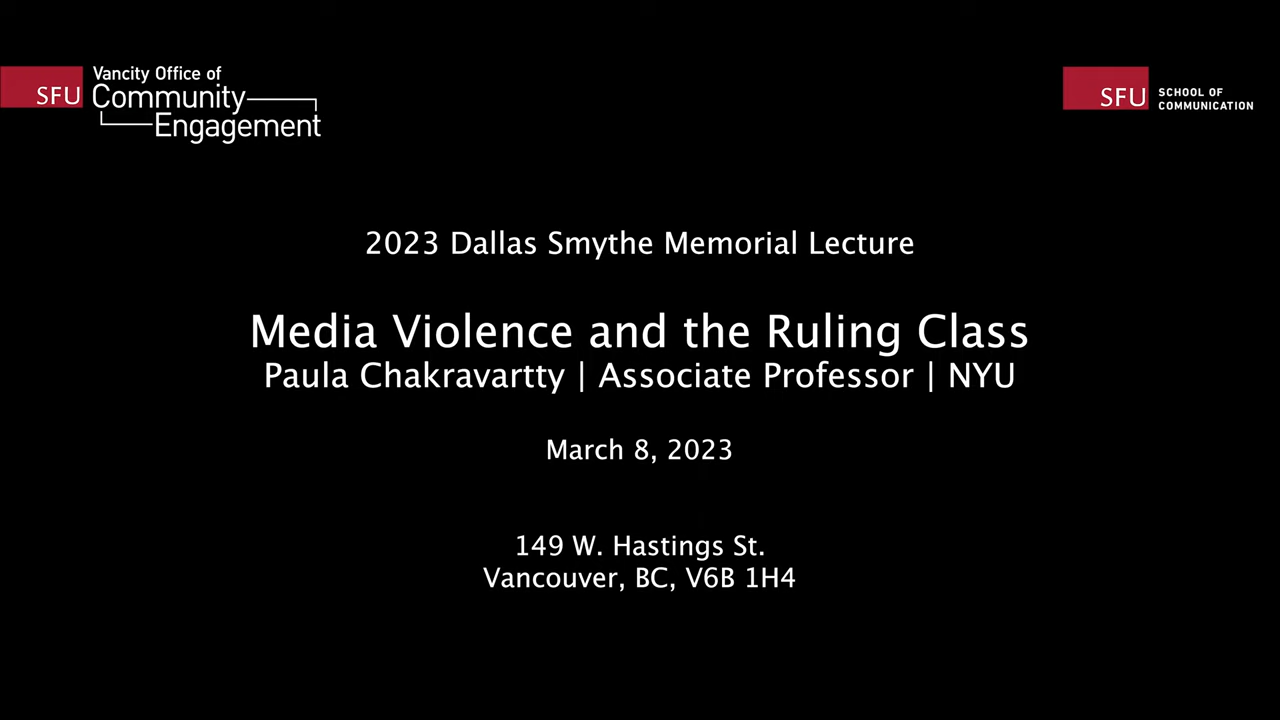 SFU
Vancity Office of
Community
Engagement
SFU
SCHOOL OF
COMMUNICATION
2023 Dallas Smythe Memorial Lecture
Media Violence and the Ruling Class
Paula Chakravartty | Associate Professor | NYU
March 8, 2023
149 W. Hastings St.
Vancouver, BC, V6B 1H4